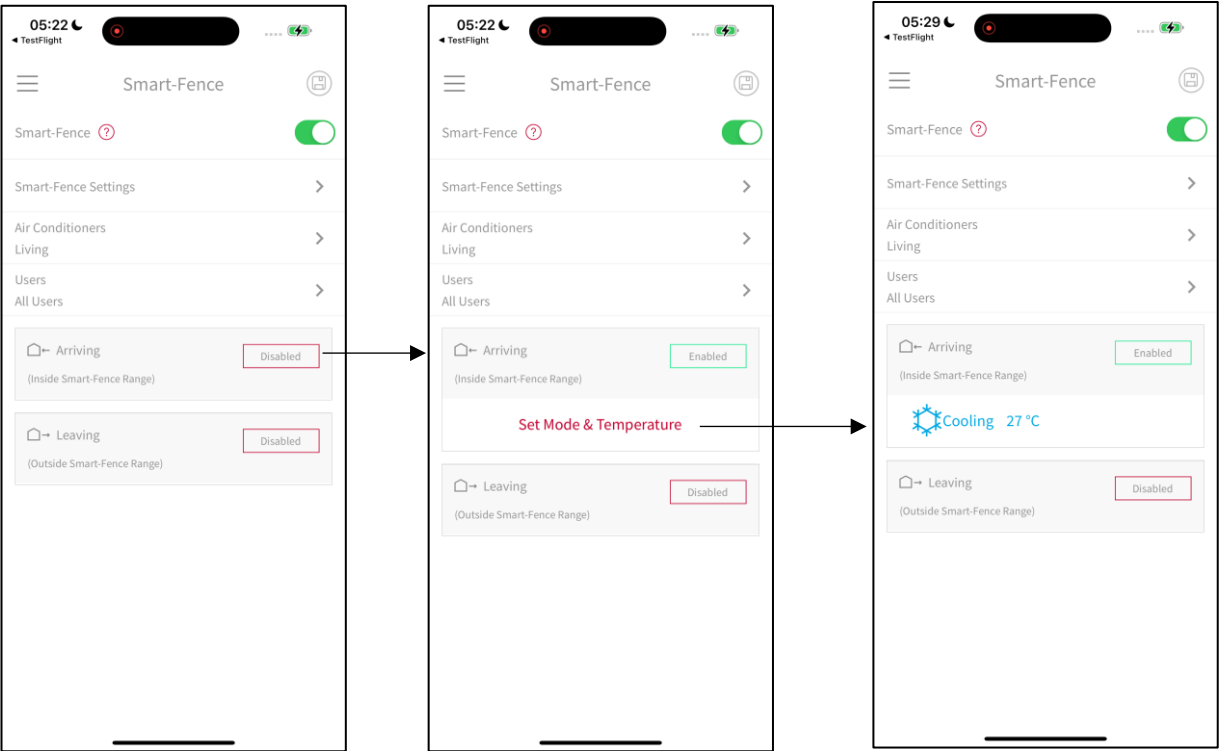 05:22
◀ TestFlight
Smart-Fence
Smart-Fence ?
Smart-Fence Settings
Air Conditioners
Living
Users
All Users
Arriving
Disabled
(Inside Smart-Fence Range)
Leaving
Disabled
(Outside Smart-Fence Range)
05:22
◀ TestFlight
Smart-Fence
Smart-Fence ?
Smart-Fence Settings
Air Conditioners
Living
Users
All Users
Arriving
Enabled
(Inside Smart-Fence Range)
Set Mode & Temperature
Leaving
Disabled
(Outside Smart-Fence Range)
05:29
◀ TestFlight
Smart-Fence
Smart-Fence ?
Smart-Fence Settings
Air Conditioners
Living
Users
All Users
Arriving
Enabled
(Inside Smart-Fence Range)
Cooling 27 °C
Leaving
Disabled
(Outside Smart-Fence Range)